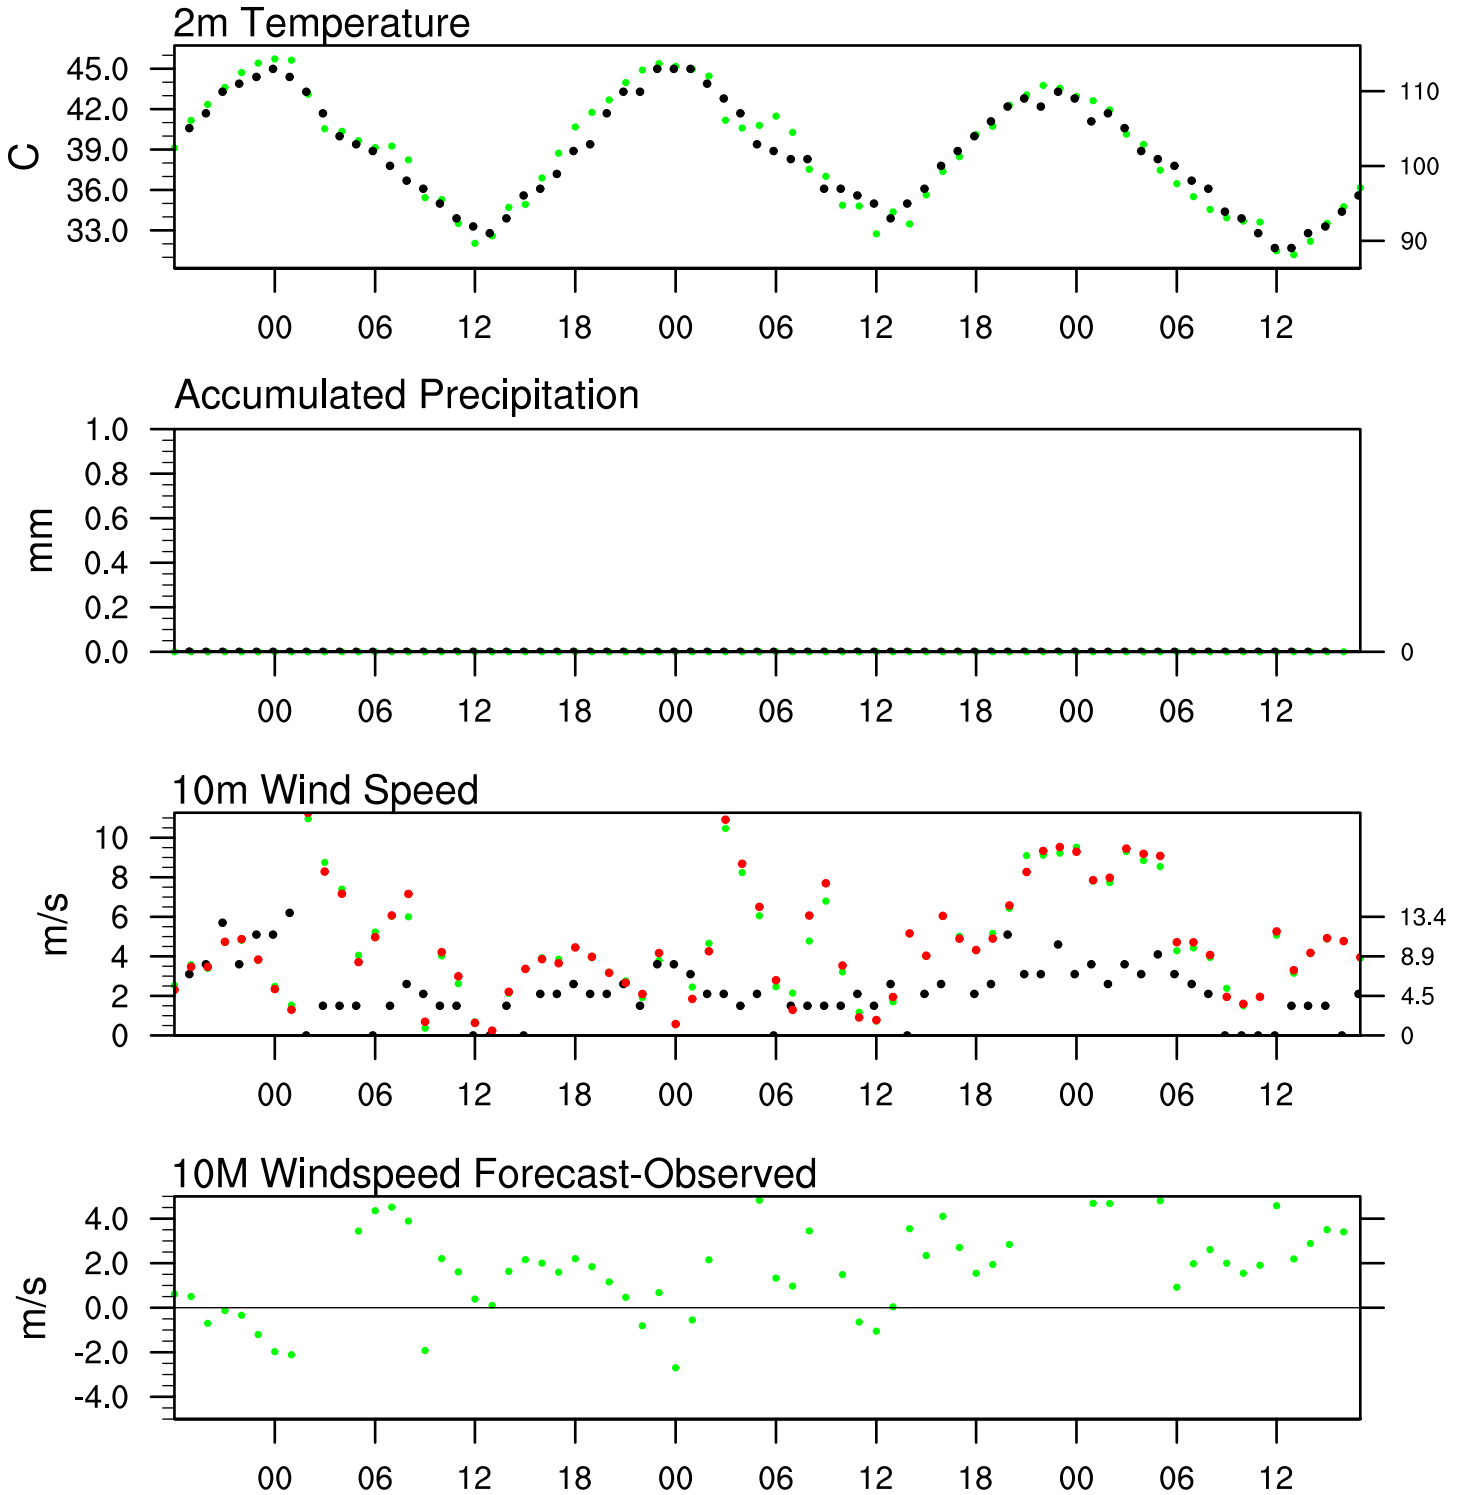 2m Temperature
C
45.0
42.0
39.0
36.0
33.0
110
100
90
00 06 12 18 00 06 12 18 00 06 12
Accumulated Precipitation
mm
1.0
0.8
0.6
0.4
0.2
0.0
0
00 06 12 18 00 06 12 18 00 06 12
10m Wind Speed
m/s
10
8
6
4
2
0
13.4
8.9
4.5
0
00 06 12 18 00 06 12 18 00 06 12
10M Windspeed Forecast-Observed
m/s
4.0
2.0
0.0
-2.0
-4.0
00 06 12 18 00 06 12 18 00 06 12